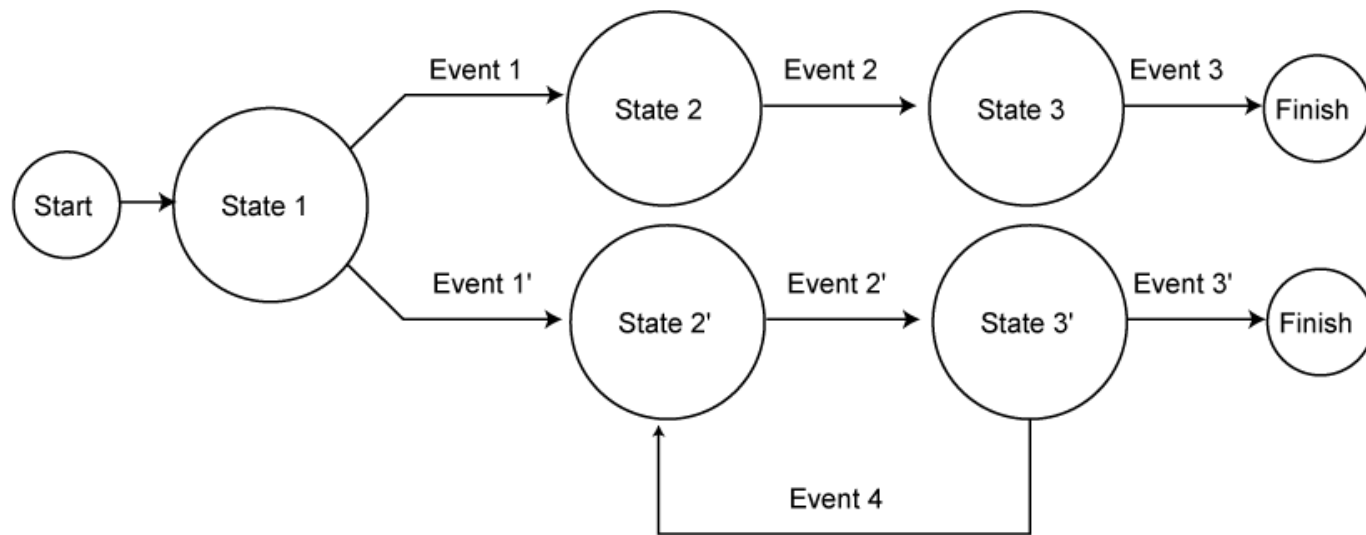 Start
State 1
Event 1
State 2
Event 2
State 3
Event 3
Finish
Event 1'
State 2'
Event 2'
State 3'
Event 3'
Finish
Event 4